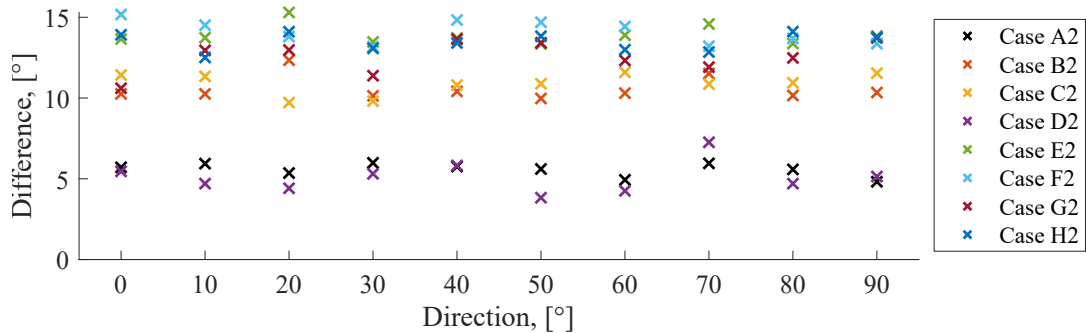 Difference, [°]
15
10
5
0
0 10 20 30 40 50 60 70 80 90
Direction, [°]
Case A2
Case B2
Case C2
Case D2
Case E2
Case F2
Case G2
Case H2